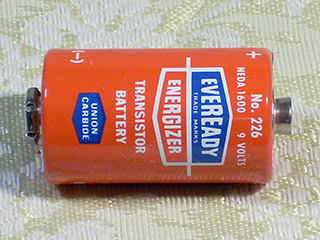 (−)
+
No. 226
NEDA 1600 9 VOLTS
EVEREADY
TRADE MARKS
ENERGIZER
TRANSISTOR
BATTERY
UNION
CARBIDE